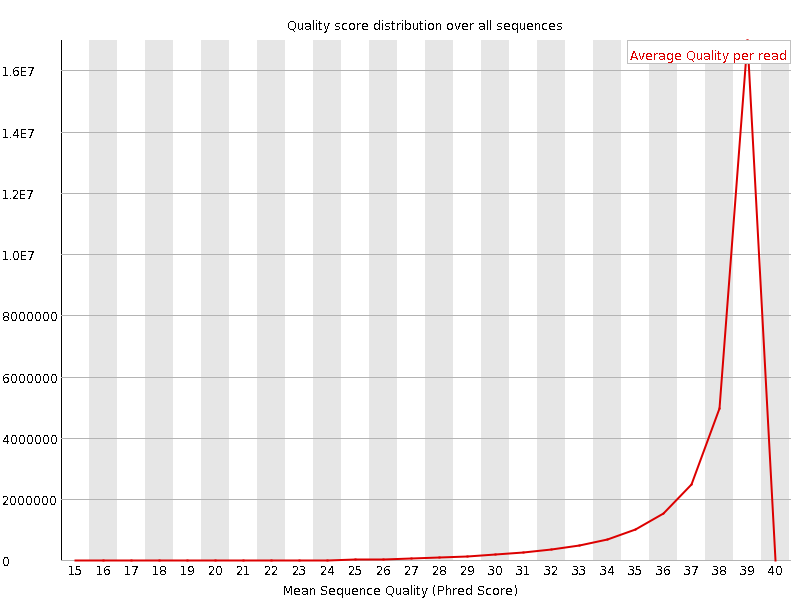 Quality score distribution over all sequences
Average Quality per read
1.6E7
1.4E7
1.2E7
1.0E7
8000000
6000000
4000000
2000000
0
15 16 17 18 19 20 21 22 23 24 25 26 27 28 29 30 31 32 33 34 35 36 37 38 39 40
Mean Sequence Quality (Phred Score)